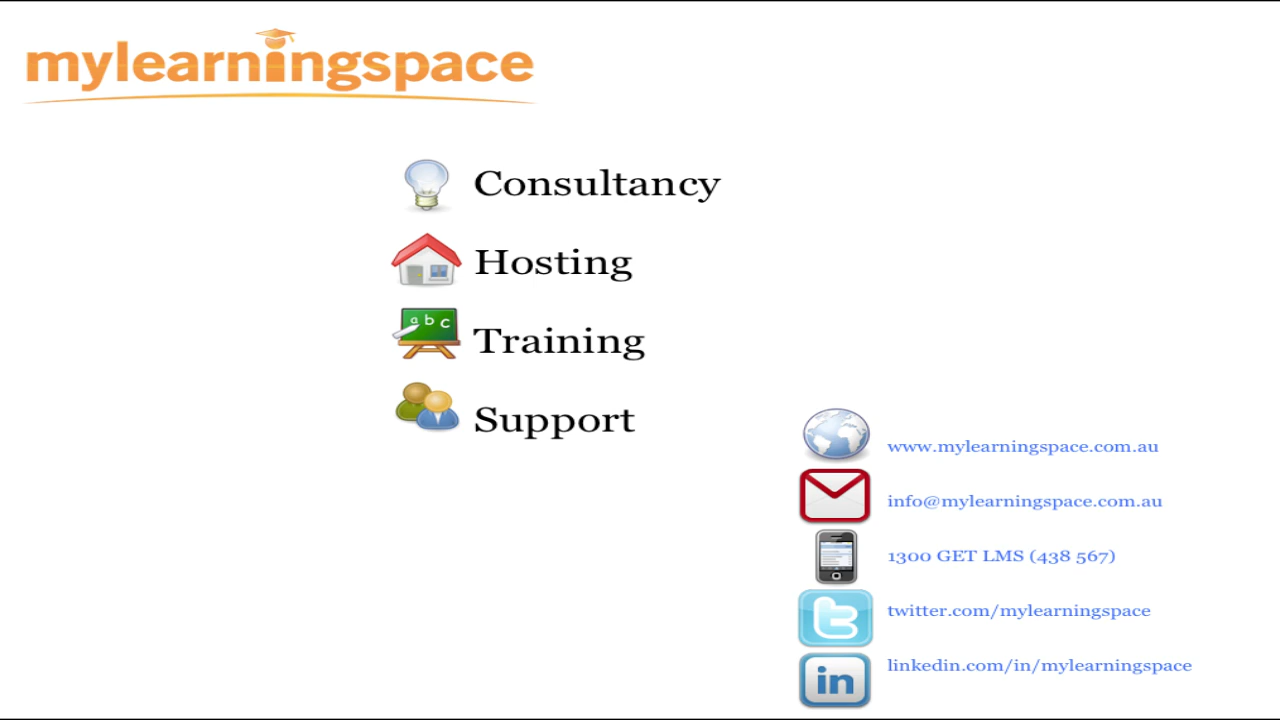 mylearningspace
Consultancy
Hosting
a b c
Training
Support
www.mylearningspace.com.au
info@mylearningspace.com.au
1300 GET LMS (438 567)
t
twitter.com/mylearningspace
in
linkedin.com/in/mylearningspace